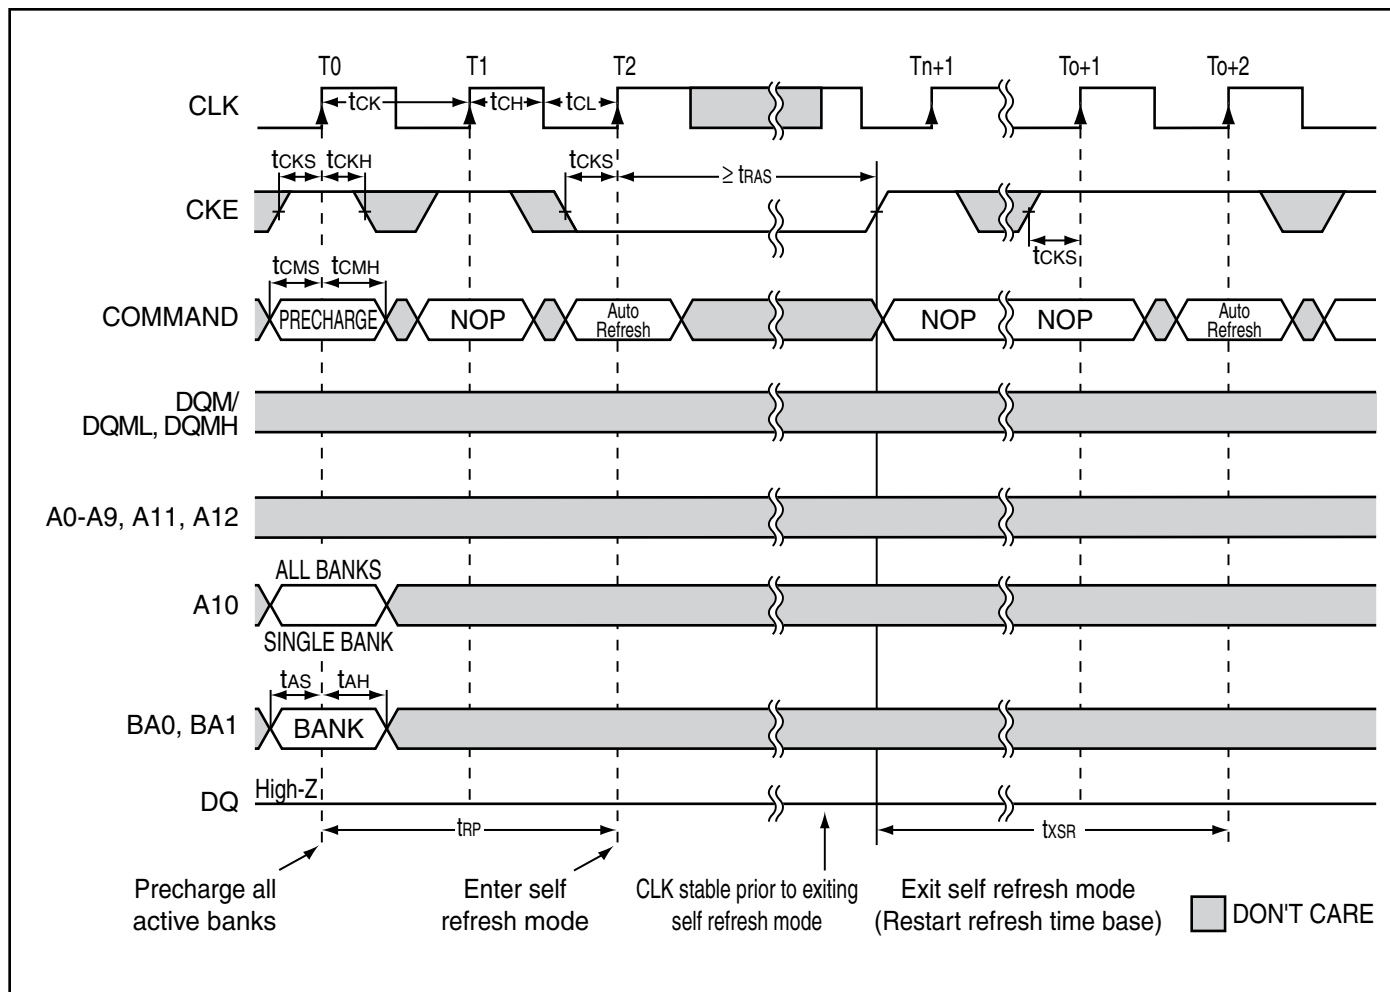 T0 T1 T2 Tn+1 To+1 To+2
CLK tCK tCH tCL
tCKS tCKH tCKS ≥ tRAS
CKE
tCKS
tCMS tCMH
COMMAND PRECHARGE NOP Auto Refresh NOP NOP Auto Refresh
DQM/
DQML, DQMH
A0-A9, A11, A12
ALL BANKS
A10
SINGLE BANK
tAS tAH
BA0, BA1 BANK
High-Z
DQ
tRP tXSR
Precharge all
active banks
Enter self
refresh mode
CLK stable prior to exiting
self refresh mode
Exit self refresh mode
(Restart refresh time base)
DON'T CARE